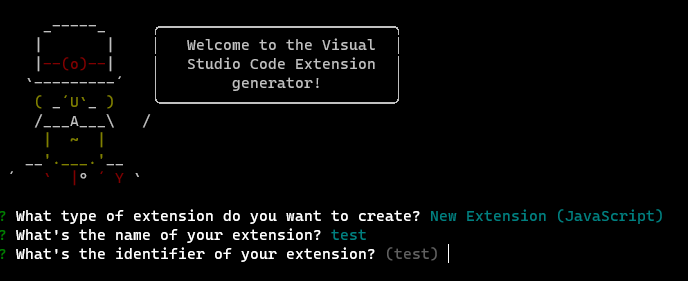 Welcome to the Visual
Studio Code Extension
generator!
? What type of extension do you want to create? New Extension (JavaScript)
? What's the name of your extension? test
? What's the identifier of your extension? (test)